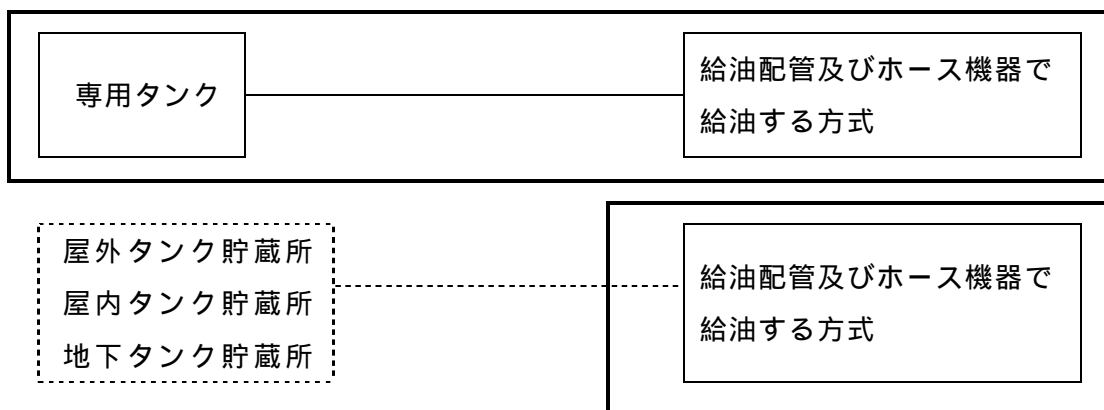 専用タンク
給油配管及びホース機器で
給油する方式
屋外タンク貯蔵所
屋内タンク貯蔵所
地下タンク貯蔵所
給油配管及びホース機器で
給油する方式